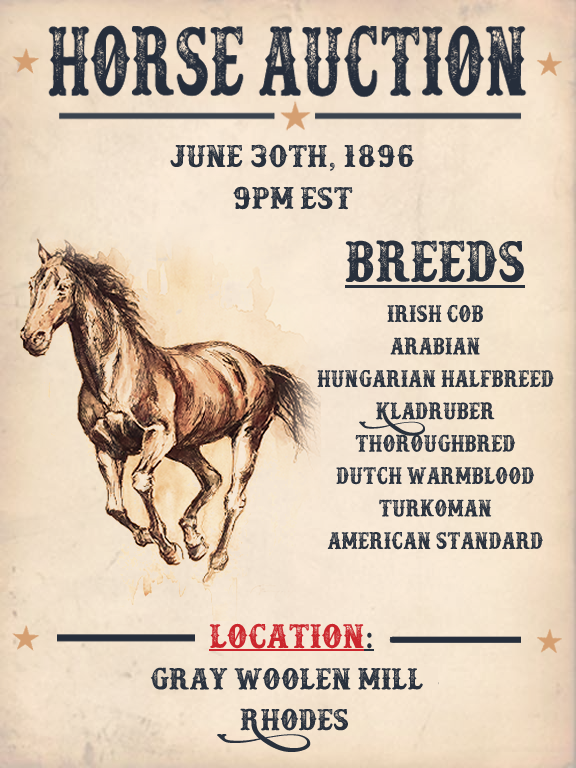 HORSE AUCTION
JUNE 30TH, 1896
9PM EST
BREEDS
IRISH COB
ARABIAN
HUNGARIAN HALFBREED
KLADRUBER
THOROUGHBRED
DUTCH WARMBLOOD
TURKOMAN
AMERICAN STANDARD
LOCATION:
GRAY WOOLEN MILL
RHODES